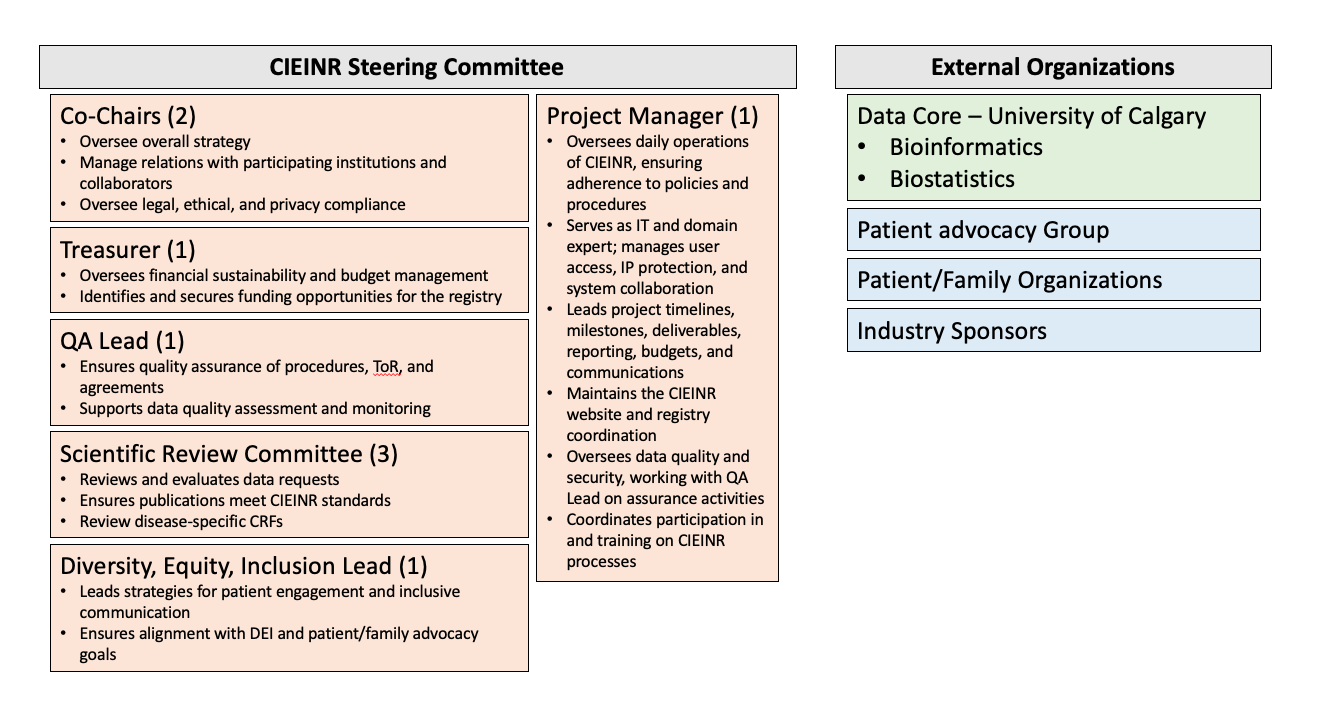 CIEINR Steering Committee
Co-Chairs (2)
• Oversee overall strategy
• Manage relations with participating institutions and
collaborators
• Oversee legal, ethical, and privacy compliance
Treasurer (1)
• Oversees financial sustainability and budget management
• Identifies and secures funding opportunities for the registry
QA Lead (1)
• Ensures quality assurance of procedures, ToR, and
agreements
• Supports data quality assessment and monitoring
Scientific Review Committee (3)
• Reviews and evaluates data requests
• Ensures publications meet CIEINR standards
• Review disease-specific CRFs
Diversity, Equity, Inclusion Lead (1)
• Leads strategies for patient engagement and inclusive
communication
• Ensures alignment with DEI and patient/family advocacy
goals
Project Manager (1)
• Oversees daily operations
of CIEINR, ensuring
adherence to policies and
procedures
• Serves as IT and domain
expert; manages user
access, IP protection, and
system collaboration
• Leads project timelines,
milestones, deliverables,
reporting, budgets, and
communications
• Maintains the CIEINR
website and registry
coordination
• Oversees data quality and
security, working with QA
Lead on assurance activities
• Coordinates participation in
and training on CIEINR
processes
External Organizations
Data Core – University of Calgary
• Bioinformatics
• Biostatistics
Patient advocacy Group
Patient/Family Organizations
Industry Sponsors